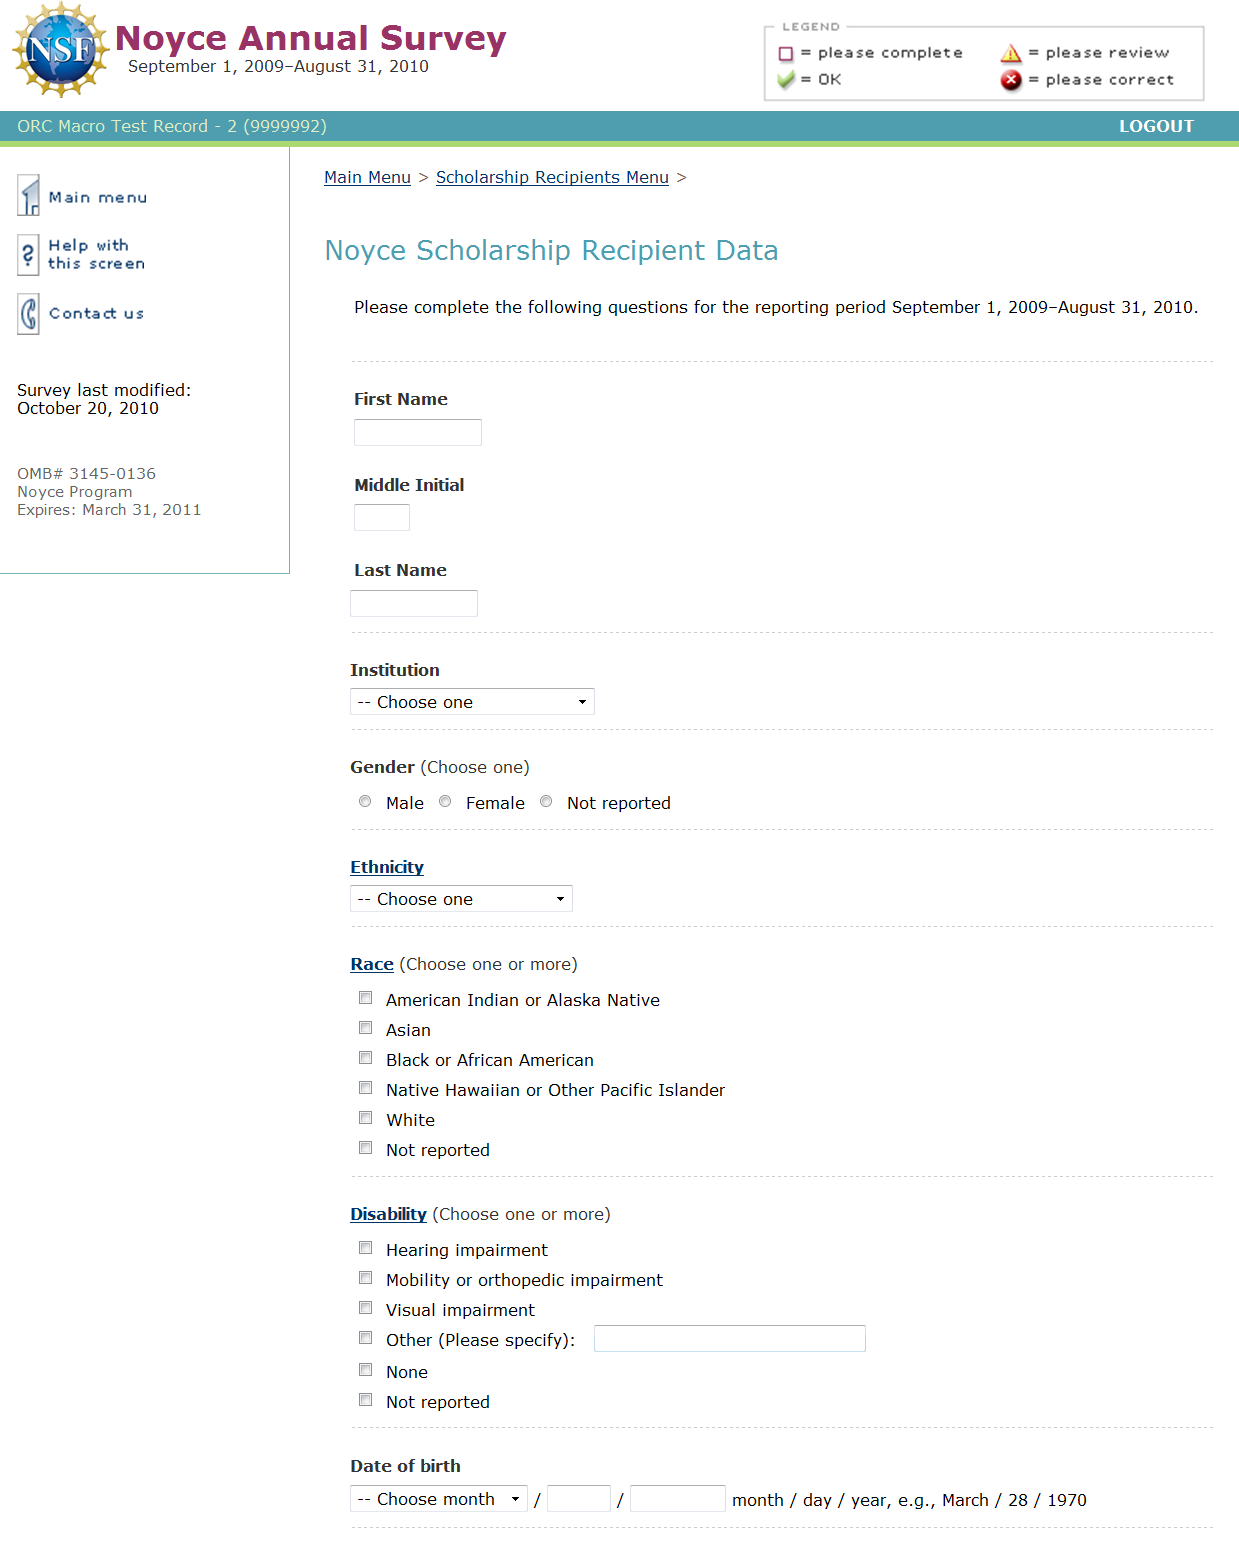 NSF
Noyce Annual Survey
September 1, 2009–August 31, 2010
LEGEND
= please complete
= please review
= OK
= please correct
ORC Macro Test Record - 2 (9999992)
LOGOUT
Main menu
Help with
this screen
Contact us
Survey last modified:
October 20, 2010
OMB# 3145-0136
Noyce Program
Expires: March 31, 2011
Main Menu > Scholarship Recipients Menu >
Noyce Scholarship Recipient Data
Please complete the following questions for the reporting period September 1, 2009–August 31, 2010.
First Name
Middle Initial
Last Name
Institution
-- Choose one
Gender (Choose one)
Male Female Not reported
Ethnicity
-- Choose one
Race (Choose one or more)
American Indian or Alaska Native
Asian
Black or African American
Native Hawaiian or Other Pacific Islander
White
Not reported
Disability (Choose one or more)
Hearing impairment
Mobility or orthopedic impairment
Visual impairment
Other (Please specify):
None
Not reported
Date of birth
-- Choose month / / month / day / year, e.g., March / 28 / 1970